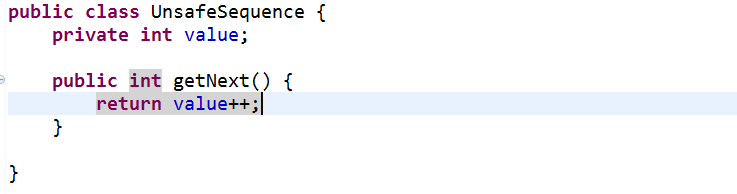 public class UnsafeSequence {
    private int value;

    public int getNext() {
        return value++;
    }

}